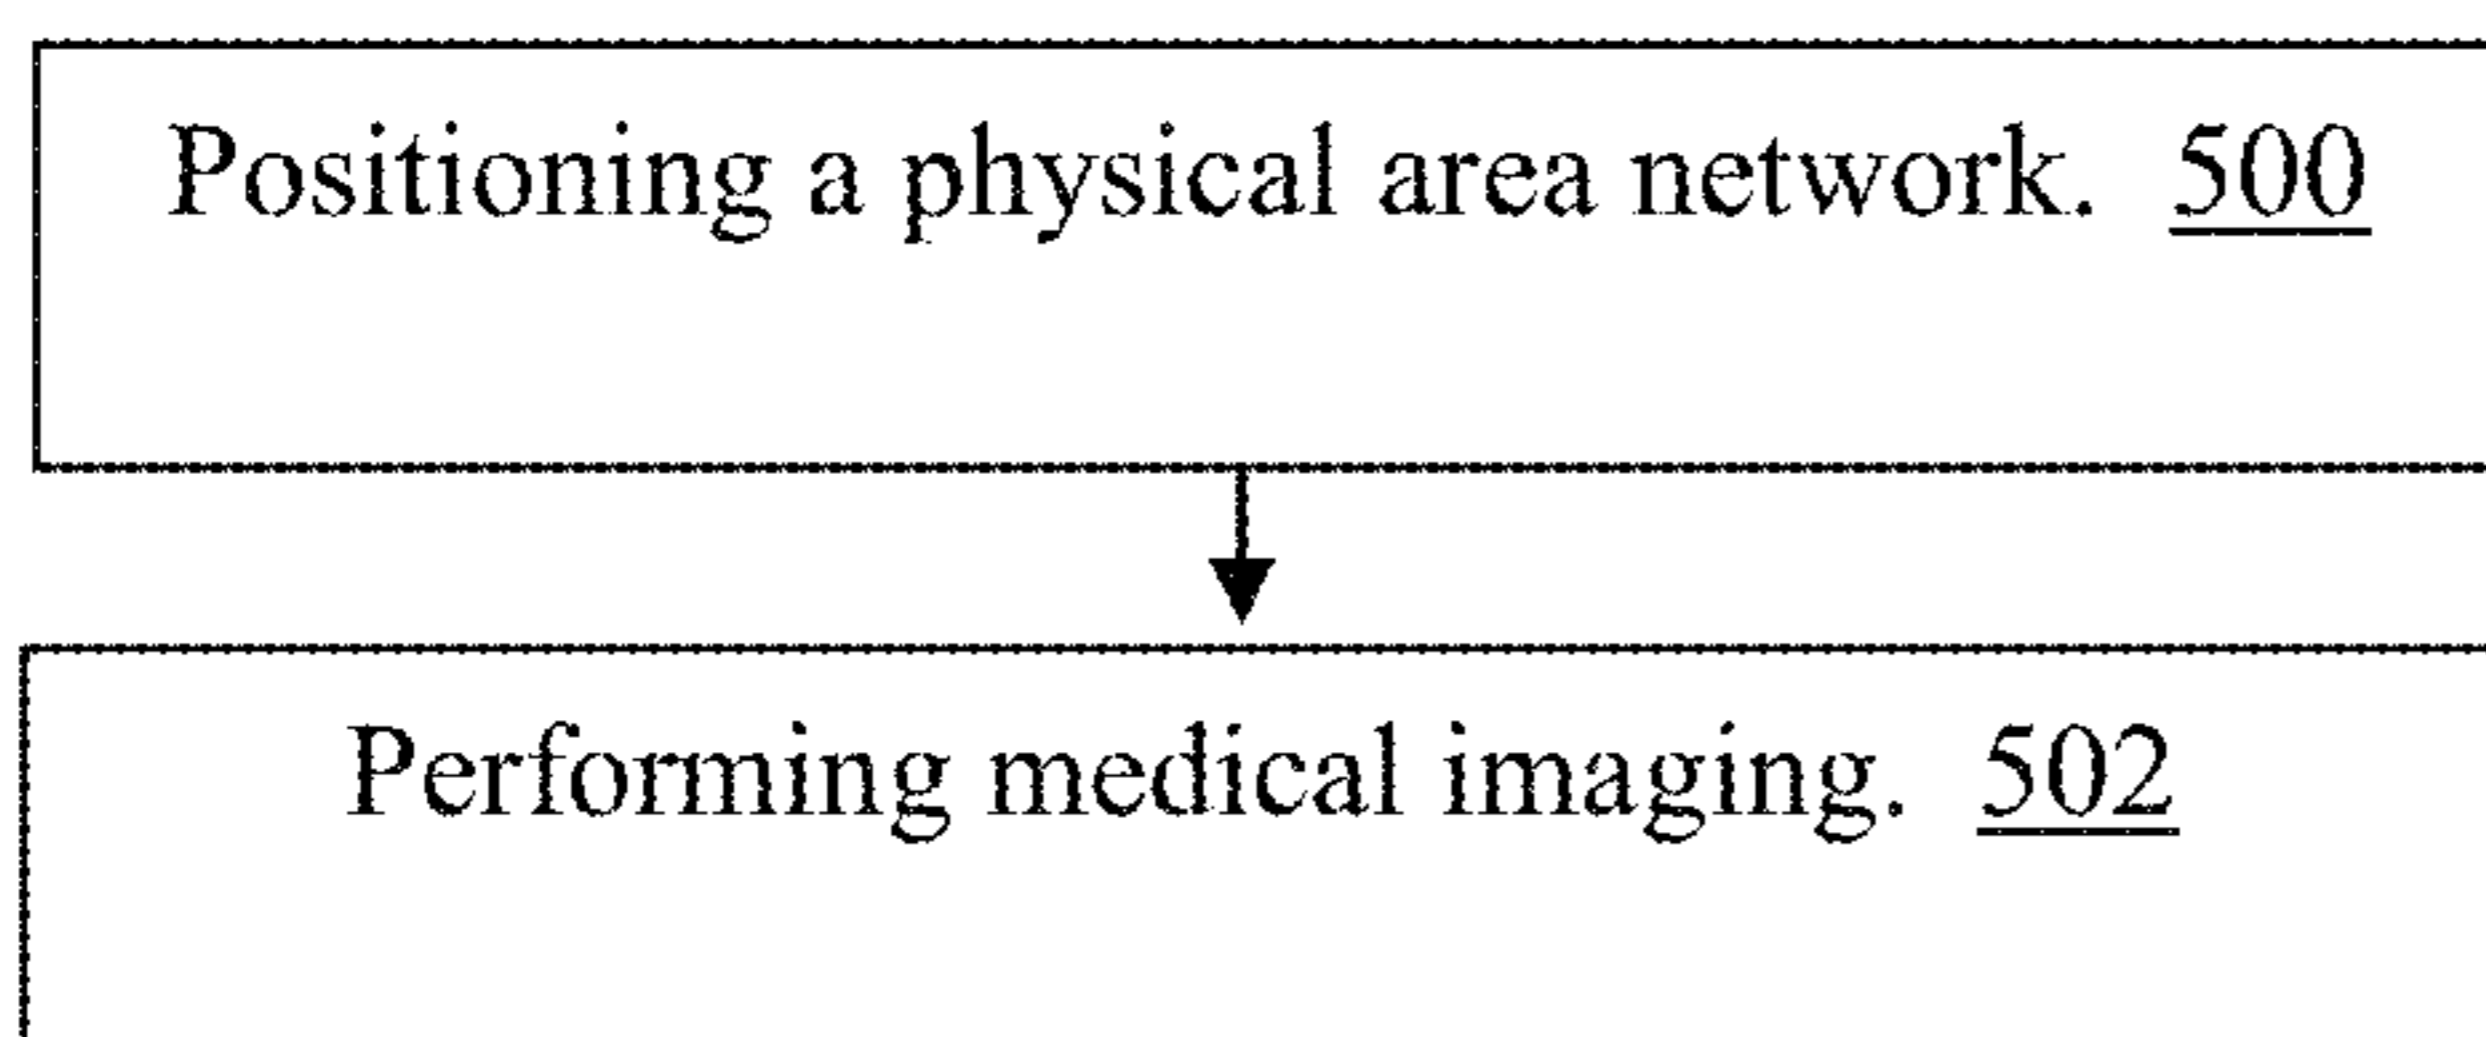 Positioning a physical area network. 500
Performing medical imaging. 502